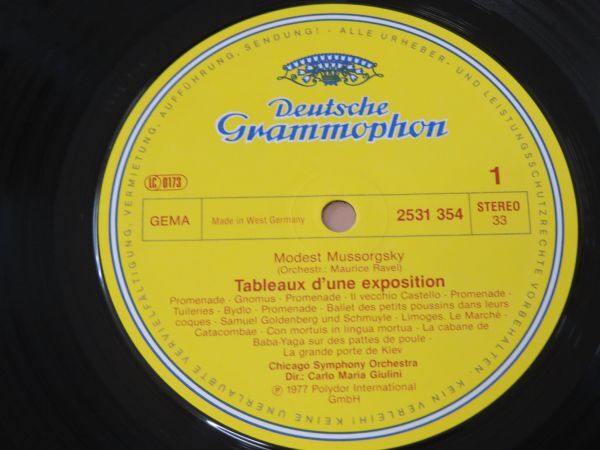 ALLE URHEBER- UND LEISTUNGSSCHUTZRECHTE VORBEHALTEN. KEIN VERLEIH! KEINE UNERLAUBTE VERVIELFÄLTIGUNG, VERMIETUNG, AUFFÜHRUNG, SENDUNG! -
Deutsche
Grammophon
LC 0173
1
GEMA
Made in West Germany
2531 354
STEREO
33
Modest Mussorgsky
(Orchestr.: Maurice Ravel)
Tableaux d'une exposition
Promenade - Gnomus - Promenade - Il vecchio Castello - Promenade -
Tuileries - Bydlo - Promenade - Ballet des petits poussins dans leurs
coques - Samuel Goldenberg und Schmuyle - Limoges. Le Marché -
Catacombae - Con mortuis in lingua mortua - La cabane de
Baba-Yaga sur des pattes de poule -
La grande porte de Kiev
Chicago Symphony Orchestra
Dir.: Carlo Maria Giulini
℗ 1977 Polydor International
GmbH